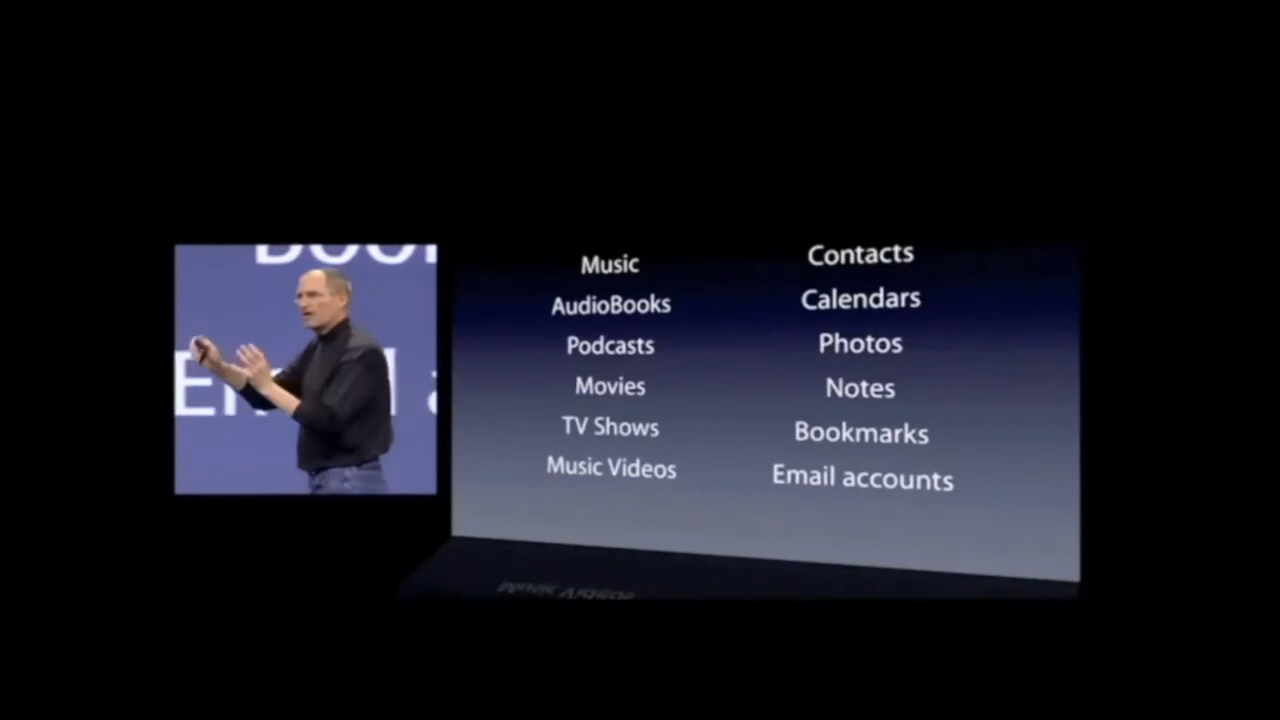 Music
AudioBooks
Podcasts
Movies
TV Shows
Music Videos
Contacts
Calendars
Photos
Notes
Bookmarks
Email accounts